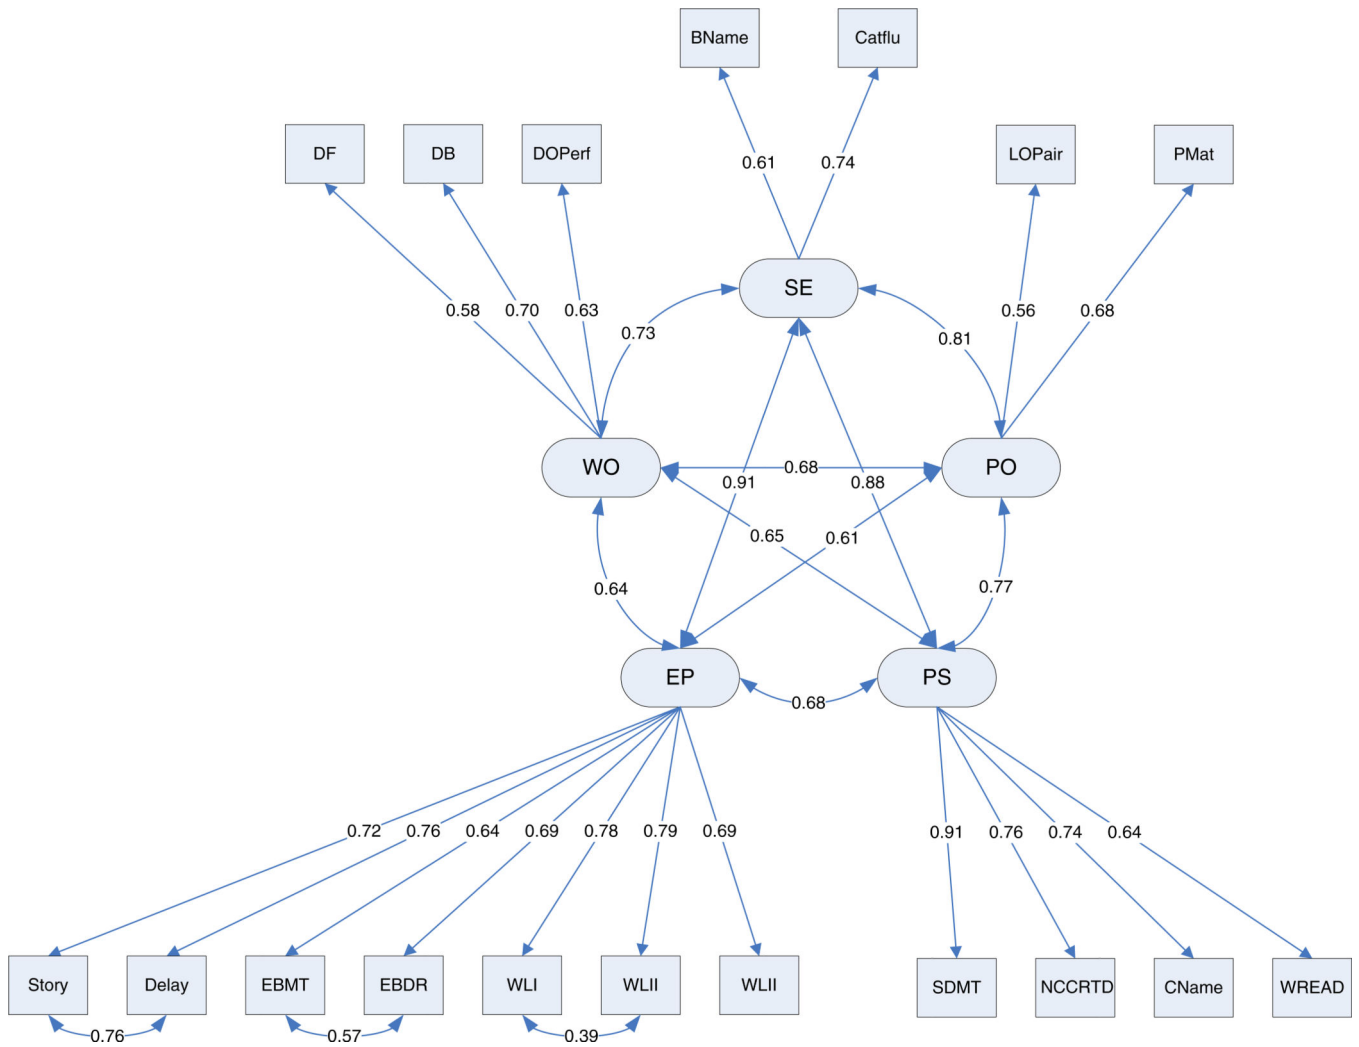 BName Catflu
DF DB DOPerf LOPair PMat
0.61 0.74
SE
0.58 0.70 0.63 0.56 0.68
0.73 0.81
WO 0.68 PO
0.91 0.88
0.65 0.61
0.64 0.77
EP PS
0.68
0.72 0.76 0.64 0.69 0.78 0.79 0.69 0.91 0.76 0.74 0.64
Story Delay EBMT EBDR WLI WLII WLII SDMT NCCRTD CName WREAD
0.76 0.57 0.39